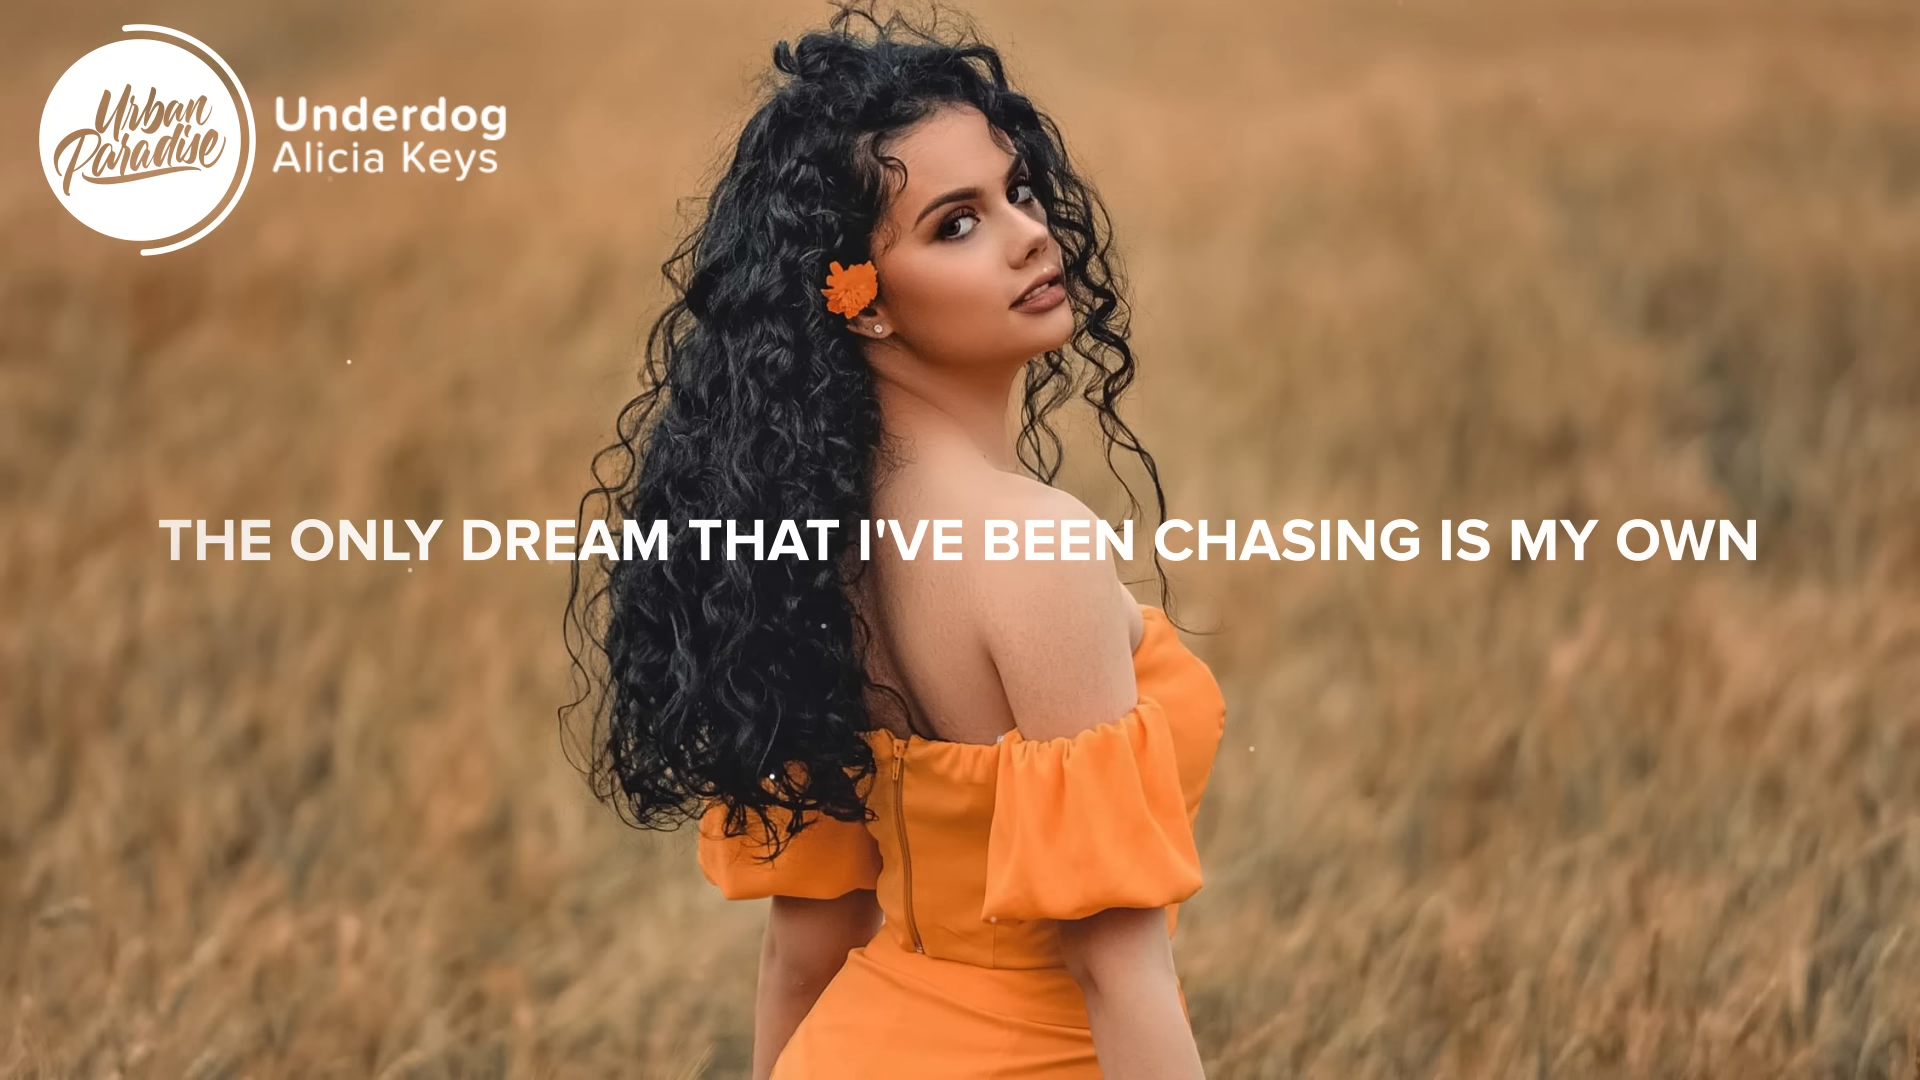 Urban
Paradise
Underdog
Alicia Keys
THE ONLY DREAM THAT I'VE BEEN CHASING IS MY OWN